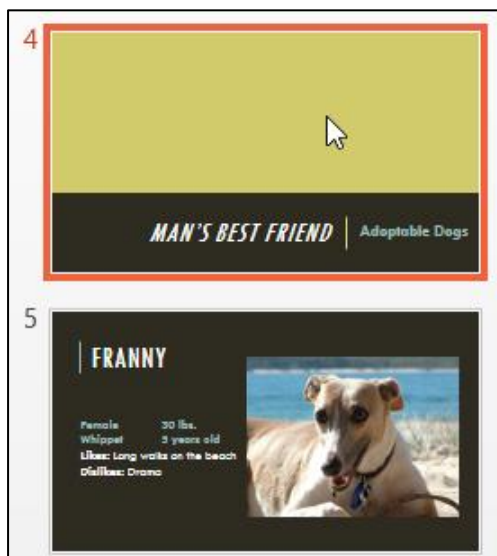 4
MAN'S BEST FRIEND
Adoptable Dogs
5
FRANNY
Female 30 lbs.
Whippet 3 years old
Likes: Long walks on the beach
Dislikes: Drama